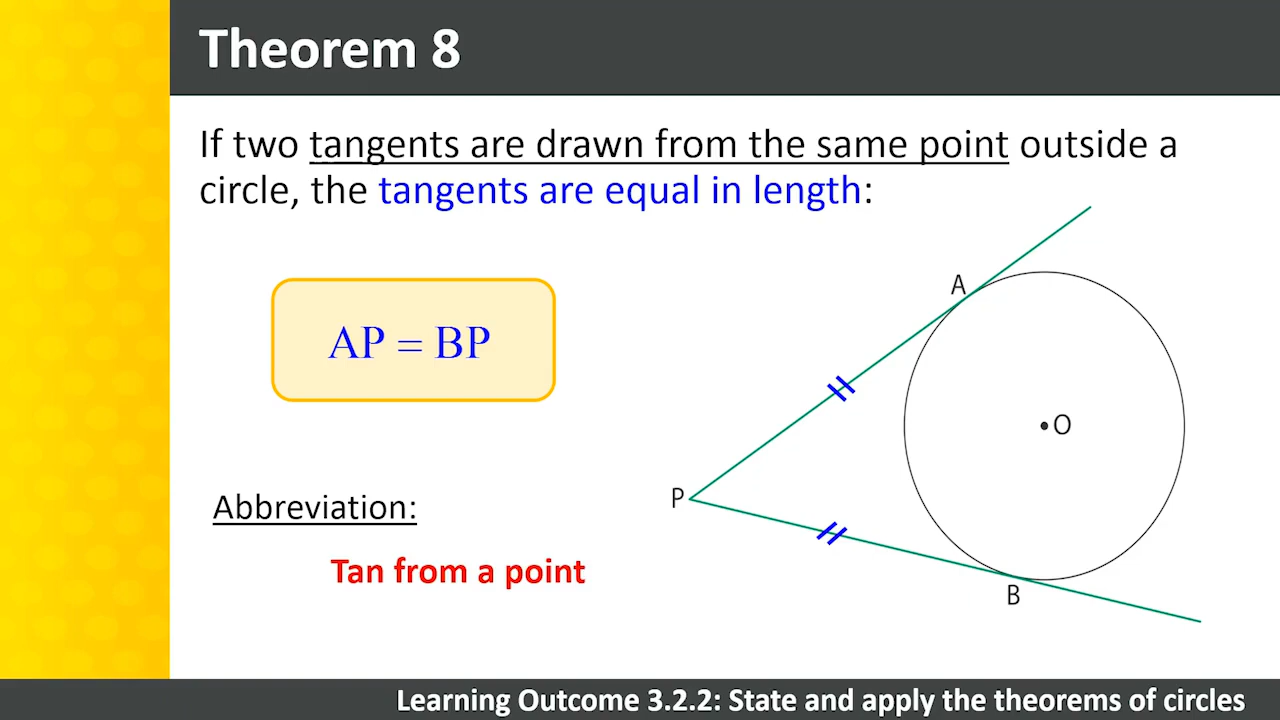 Theorem 8
If two tangents are drawn from the same point outside a
circle, the tangents are equal in length:
AP = BP
Abbreviation:
Tan from a point
A
O
P
B
Learning Outcome 3.2.2: State and apply the theorems of circles